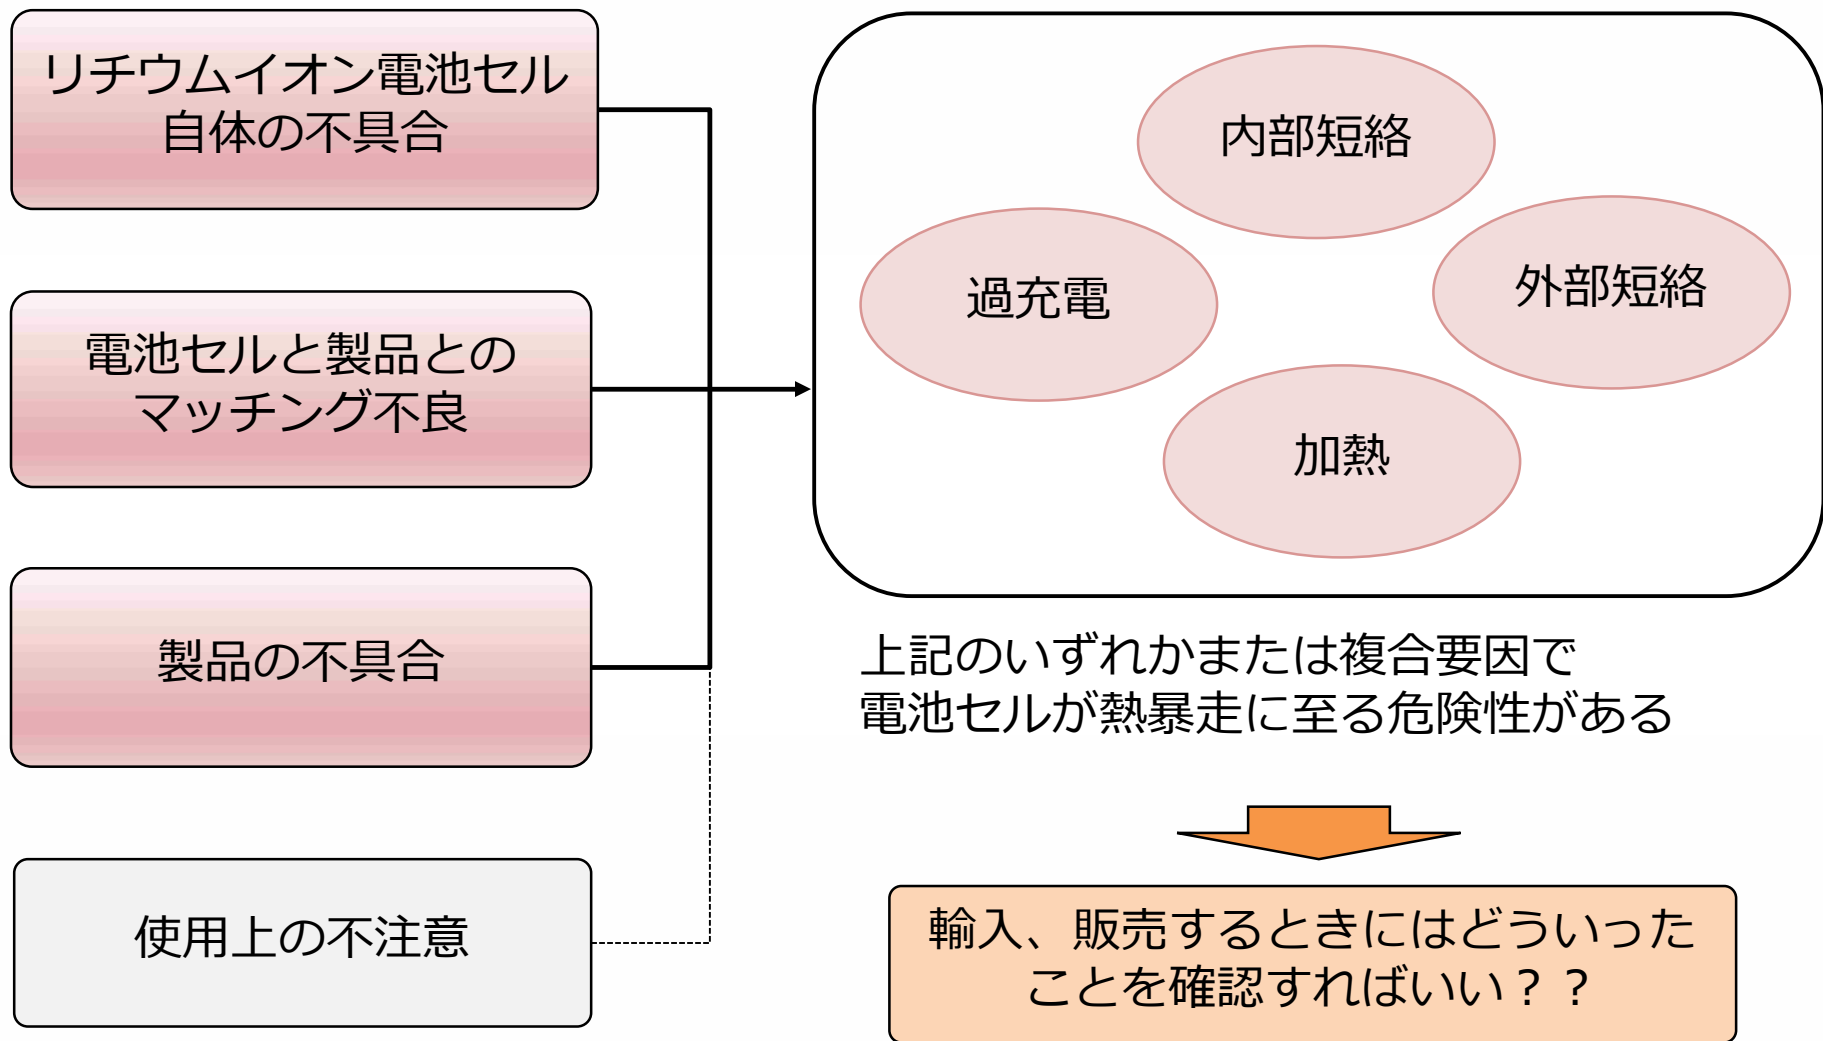 リチウムイオン電池セル
自体の不具合
電池セルと製品との
マッチング不良
製品の不具合
使用上の不注意
内部短絡
過充電
外部短絡
加熱
上記のいずれかまたは複合要因で
電池セルが熱暴走に至る危険性がある
輸入、販売するときにはどういった
ことを確認すればいい？？